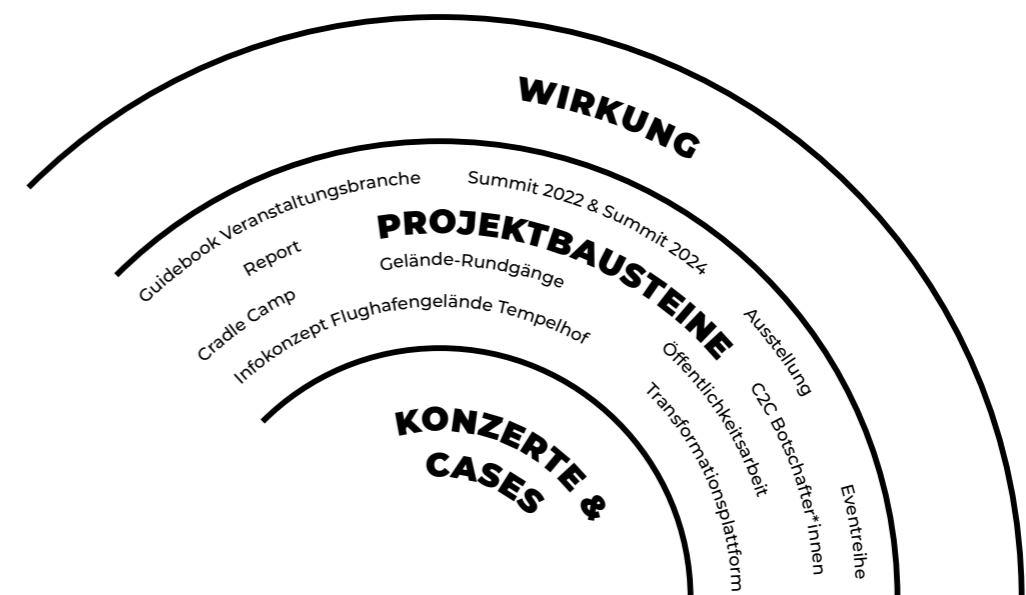 WIRKUNG
Guidebook Veranstaltungsbranche
Summit 2022 & Summit 2024
PROJEKTBAUSTEINE
Report
Gelände-Rundgänge
Cradle Camp
Infokonzept Flughafengelände Tempelhof
Ausstellung
Öffentlichkeitsarbeit
C2C Botschafter*innen
Transformationsplattform
Eventreihe
KONZERTE &
CASES